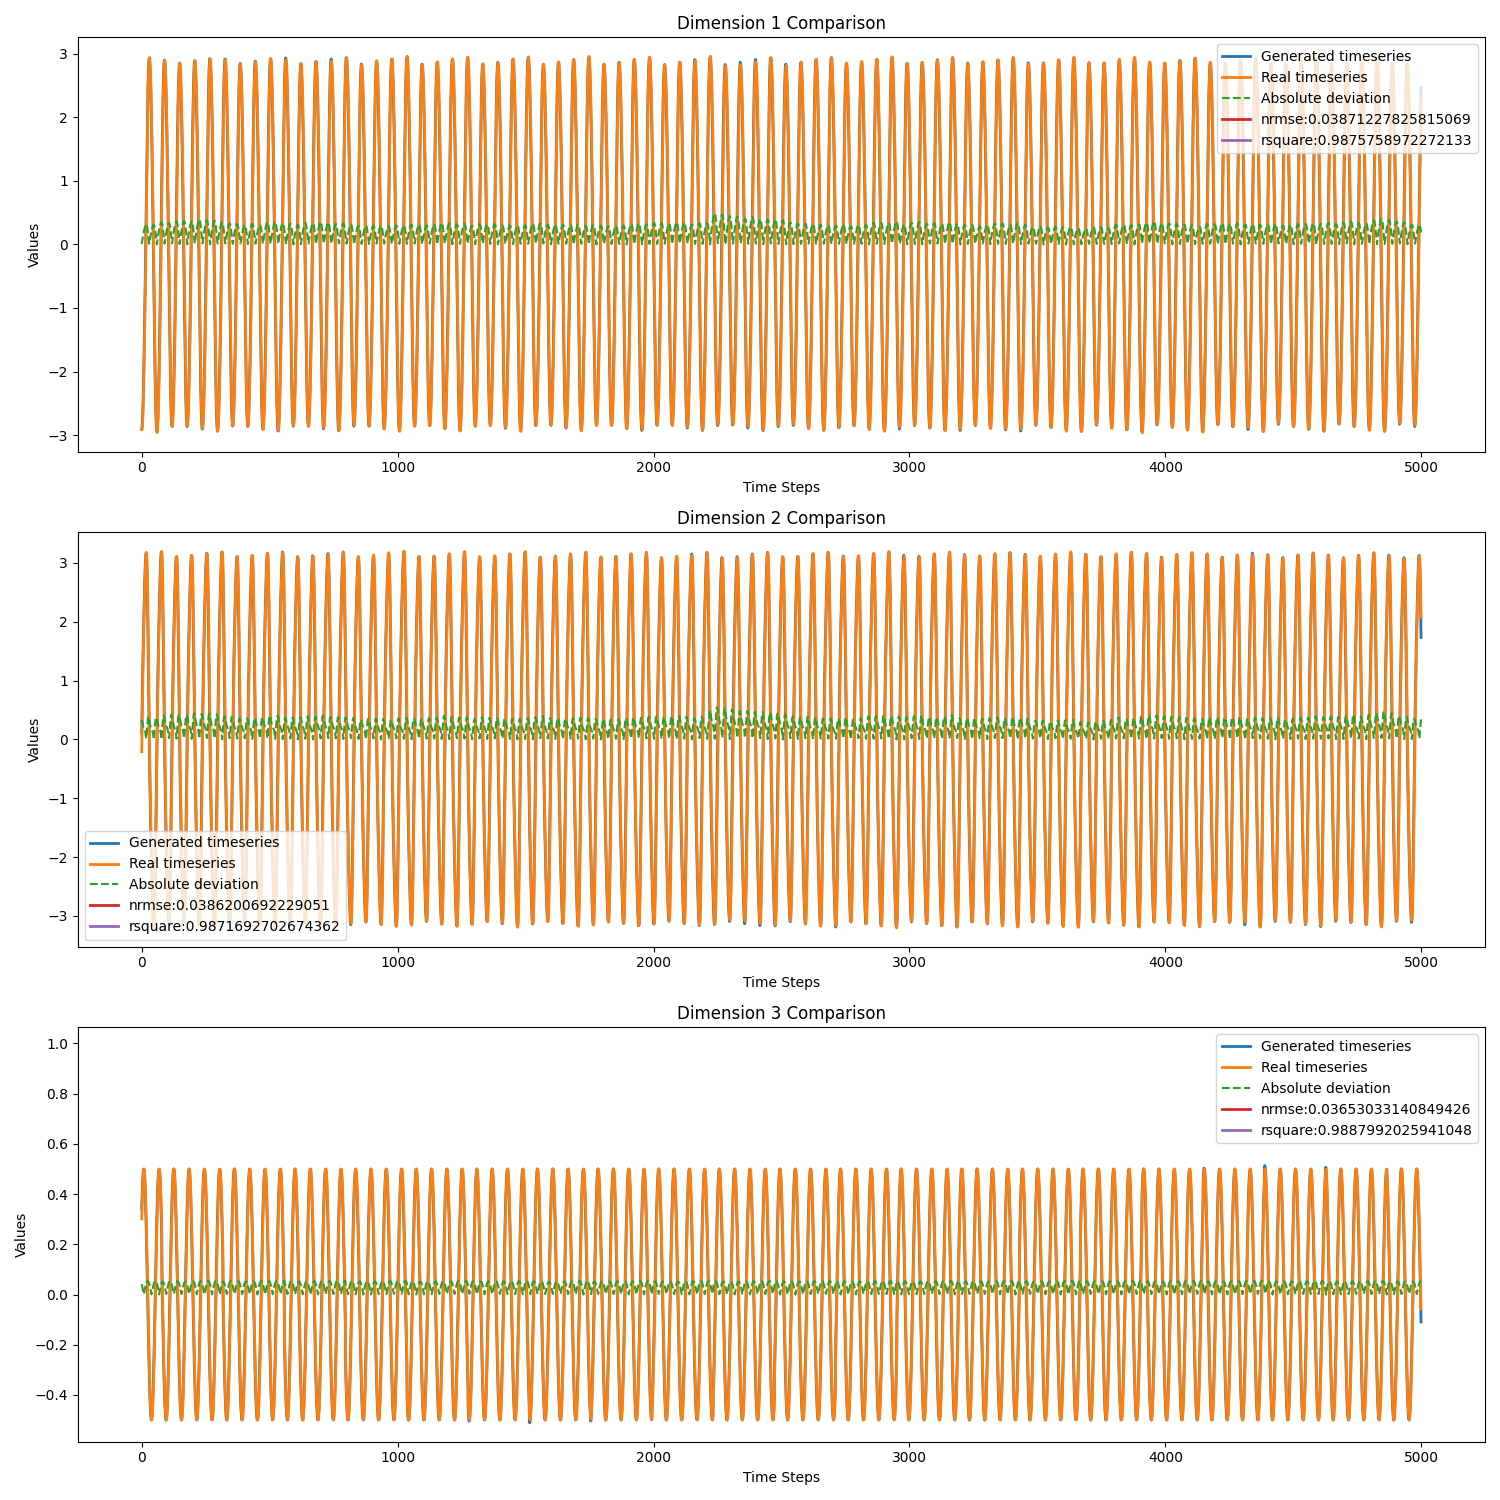 Dimension 1 Comparison
3
2
1
0
−1
−2
−3
Values
Generated timeseries
Real timeseries
Absolute deviation
nrmse:0.03871227825815069
rsquare:0.9875758972272133
0
1000
2000
3000
4000
5000
Time Steps
Dimension 2 Comparison
3
2
1
0
−1
−2
−3
Values
Generated timeseries
Real timeseries
Absolute deviation
nrmse:0.0386200692229051
rsquare:0.9871692702674362
0
1000
2000
3000
4000
5000
Time Steps
Dimension 3 Comparison
1.0
0.8
0.6
0.4
0.2
0.0
−0.2
−0.4
Values
Generated timeseries
Real timeseries
Absolute deviation
nrmse:0.03653033140849426
rsquare:0.9887992025941048
0
1000
2000
3000
4000
5000
Time Steps